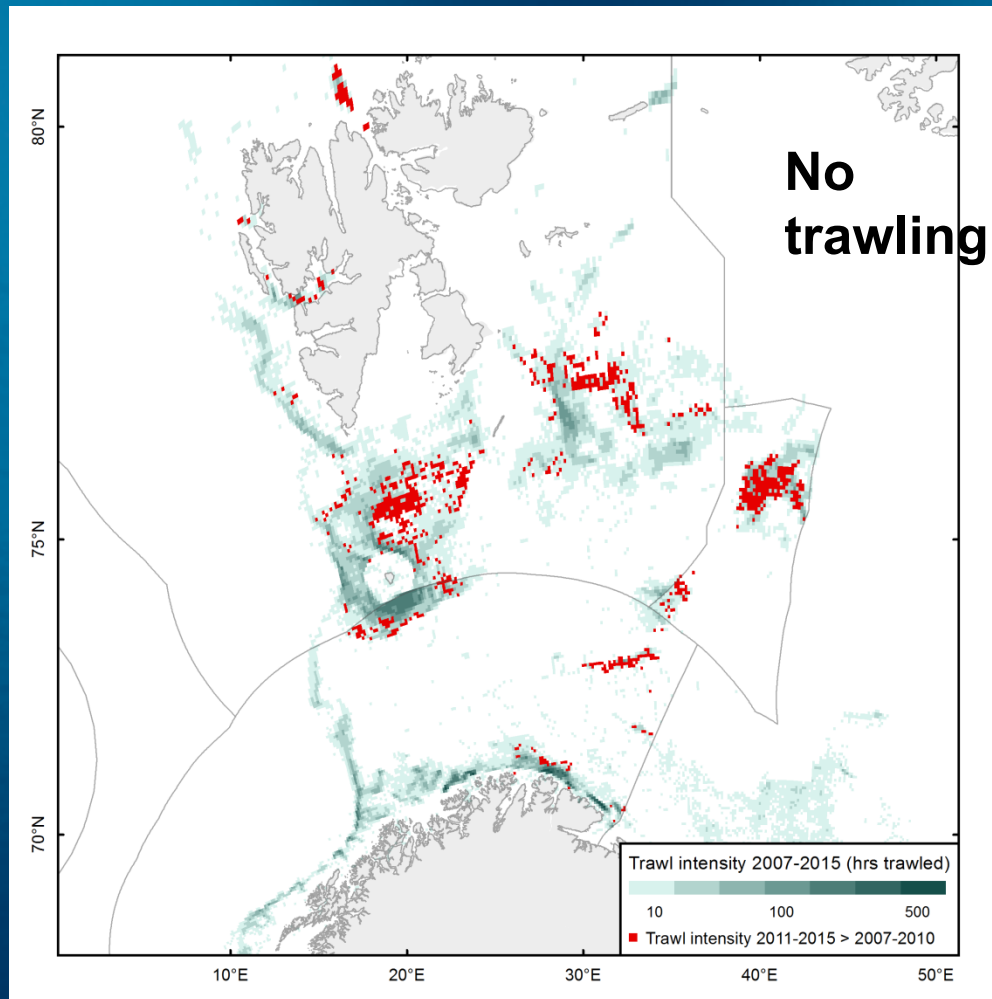 80°N
No
trawling
75°N
70°N
Trawl intensity 2007-2015 (hrs trawled)
10 100 500
Trawl intensity 2011-2015 > 2007-2010
10°E 20°E 30°E 40°E 50°E